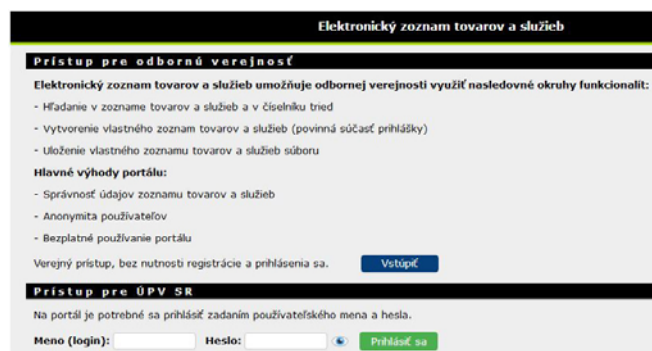 Elektronický zoznam tovarov a služieb
Prístup pre odbornú verejnosť
Elektronický zoznam tovarov a služieb umožňuje odbornej verejnosti využiť nasledovné okruhy funkcionalít:
- Hľadanie v zozname tovarov a služieb a v číselníku tried
- Vytvorenie vlastného zoznam tovarov a služieb (povinná súčasť prihlášky)
- Uloženie vlastného zoznamu tovarov a služieb súboru
Hlavné výhody portálu:
- Správnosť údajov zoznamu tovarov a služieb
- Anonymita používateľov
- Bezplatné používanie portálu
Verejný prístup, bez nutnosti registrácie a prihlásenia sa. Vstúpiť
Prístup pre ÚPV SR
Na portál je potrebné sa prihlásiť zadaním používateľského mena a hesla.
Meno (login): Heslo: Prihlásiť sa